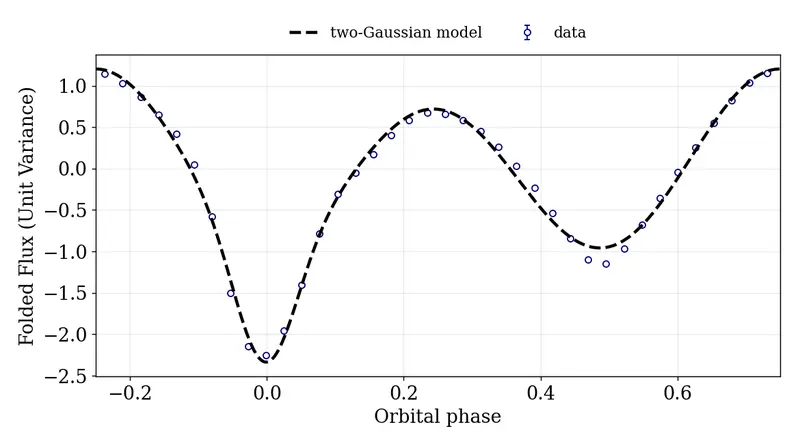 two-Gaussian model data
Folded Flux (Unit Variance)
1.0
0.5
0.0
−0.5
−1.0
−1.5
−2.0
−2.5
−0.2 0.0 0.2 0.4 0.6
Orbital phase